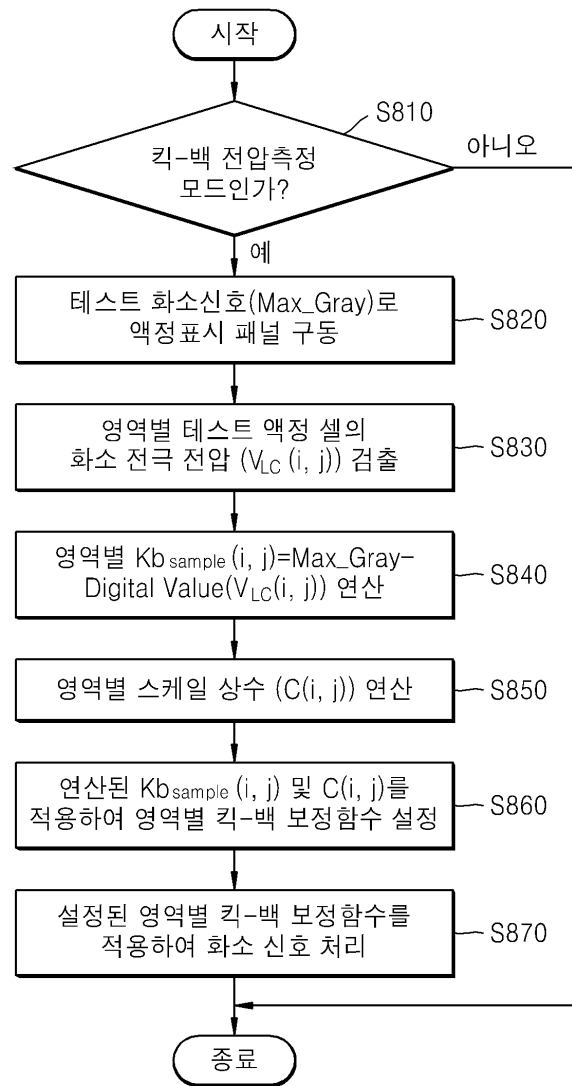 시작
S810
킥-백 전압측정
모드인가?
아니오
예
테스트 화소신호(Max_Gray)로
액정표시 패널 구동
S820
영역별 테스트 액정 셀의
화소 전극 전압 (VLC (i, j)) 검출
S830
영역별 Kb sample (i, j)=Max_Gray-
Digital Value(VLC(i, j)) 연산
S840
영역별 스케일 상수 (C(i, j)) 연산
S850
연산된 Kb sample (i, j) 및 C(i, j)를
적용하여 영역별 킥-백 보정함수 설정
S860
설정된 영역별 킥-백 보정함수를
적용하여 화소 신호 처리
S870
종료